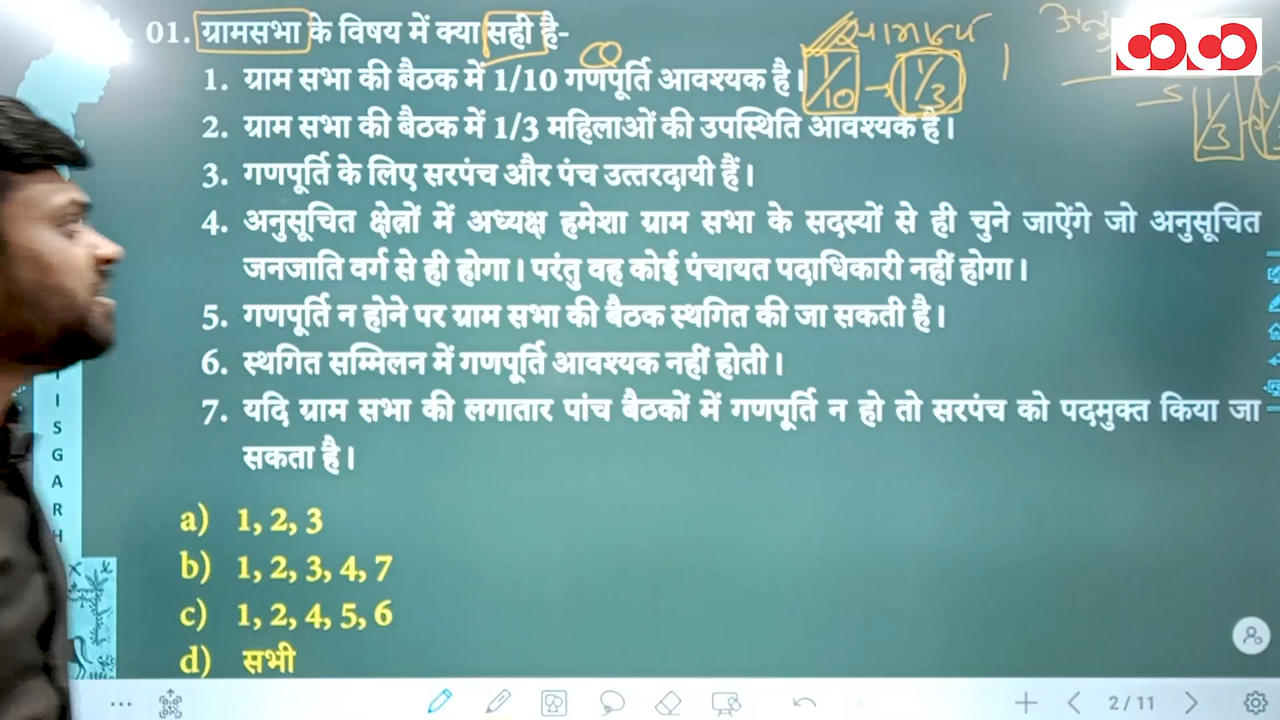 01. ग्रामसभा के विषय में क्या सही है-
सामान्य
1. ग्राम सभा की बैठक में 1/10 गणपूर्ति आवश्यक है।
1/10 → 1/3
1/3
2. ग्राम सभा की बैठक में 1/3 महिलाओं की उपस्थिति आवश्यक है।
3. गणपूर्ति के लिए सरपंच और पंच उत्तरदायी हैं।
4. अनुसूचित क्षेत्रों में अध्यक्ष हमेशा ग्राम सभा के सदस्यों से ही चुने जाऐंगे जो अनुसूचित
जनजाति वर्ग से ही होगा। परंतु वह कोई पंचायत पदाधिकारी नहीं होगा।
5. गणपूर्ति न होने पर ग्राम सभा की बैठक स्थगित की जा सकती है।
6. स्थगित सम्मिलन में गणपूर्ति आवश्यक नहीं होती।
7. यदि ग्राम सभा की लगातार पांच बैठकों में गणपूर्ति न हो तो सरपंच को पदमुक्त किया जा
सकता है।
a) 1, 2, 3
b) 1, 2, 3, 4, 7
c) 1, 2, 4, 5, 6
d) सभी
I
S
G
A
R
H
2/11